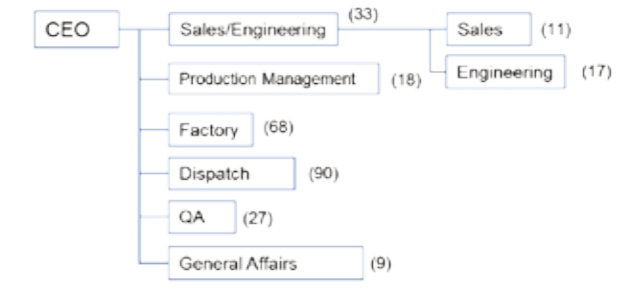 (33)
CEO Sales/Engineering Sales (11)
Production Management (18) Engineering (17)
Factory (68)
Dispatch (90)
QA (27)
General Affairs (9)